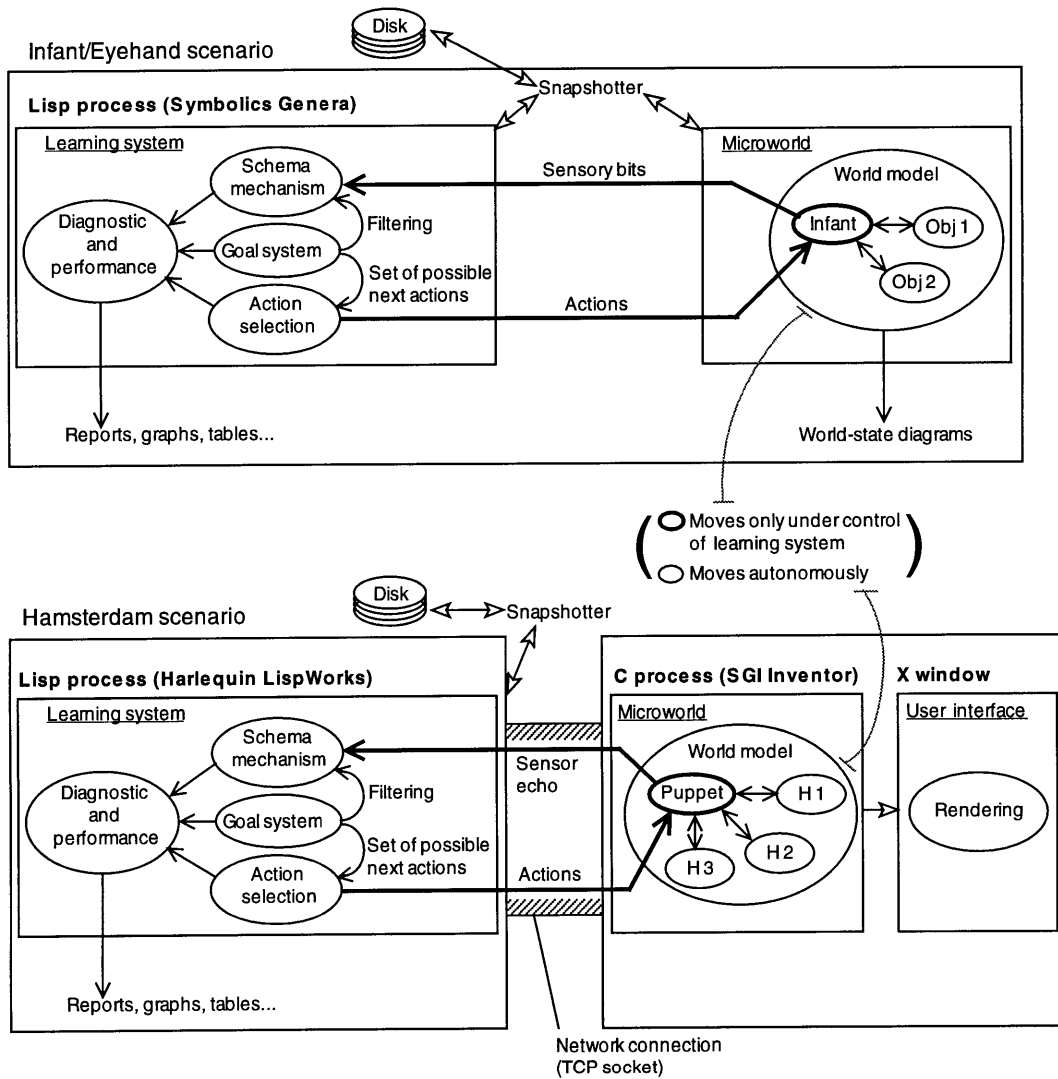 Disk
Infant/Eyehand scenario
Snapshotter
Lisp process (Symbolics Genera)
Learning system
Schema
mechanism
Diagnostic
and
performance
Goal system
Action
selection
Filtering
Set of possible
next actions
Sensory bits
Actions
Microworld
World model
Infant
Obj 1
Obj 2
Reports, graphs, tables...
World-state diagrams
Moves only under control
of learning system
Moves autonomously
Disk
Hamsterdam scenario
Snapshotter
Lisp process (Harlequin LispWorks)
Learning system
Schema
mechanism
Diagnostic
and
performance
Goal system
Action
selection
Filtering
Set of possible
next actions
Sensor
echo
Actions
C process (SGI Inventor)
Microworld
World model
Puppet
H1
H2
H3
X window
User interface
Rendering
Reports, graphs, tables...
Network connection
(TCP socket)